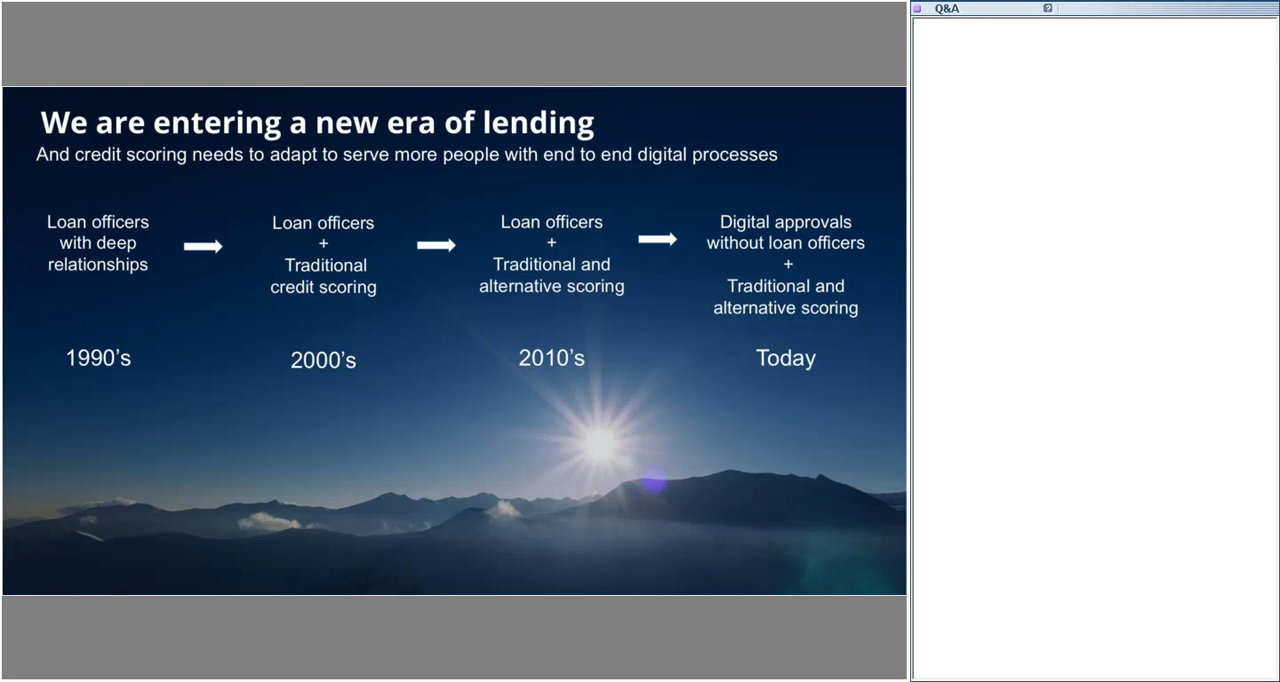 Q&A
?
We are entering a new era of lending
And credit scoring needs to adapt to serve more people with end to end digital processes
Loan officers
with deep
relationships
1990's
Loan officers
+
Traditional
credit scoring
2000's
Loan officers
+
Traditional and
alternative scoring
2010's
Digital approvals
without loan officers
+
Traditional and
alternative scoring
Today